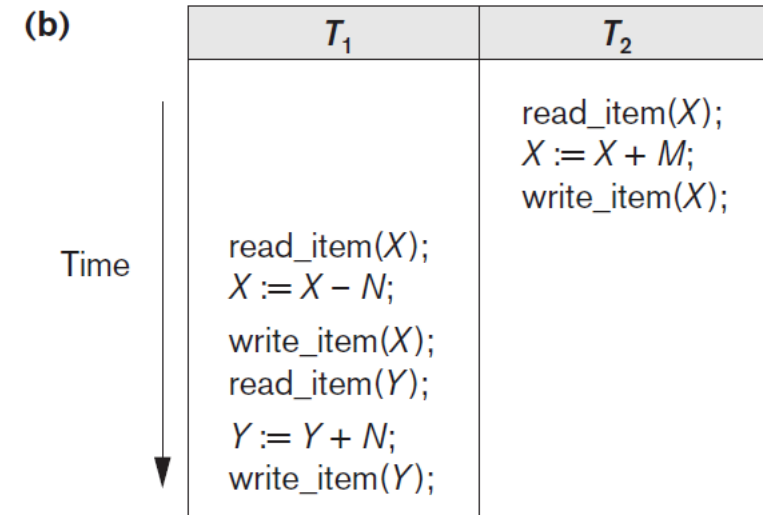 (b)
T₁ T₂
read_item(X);
X := X + M;
write_item(X);
Time
read_item(X);
X := X – N;
write_item(X);
read_item(Y);
Y := Y + N;
write_item(Y);